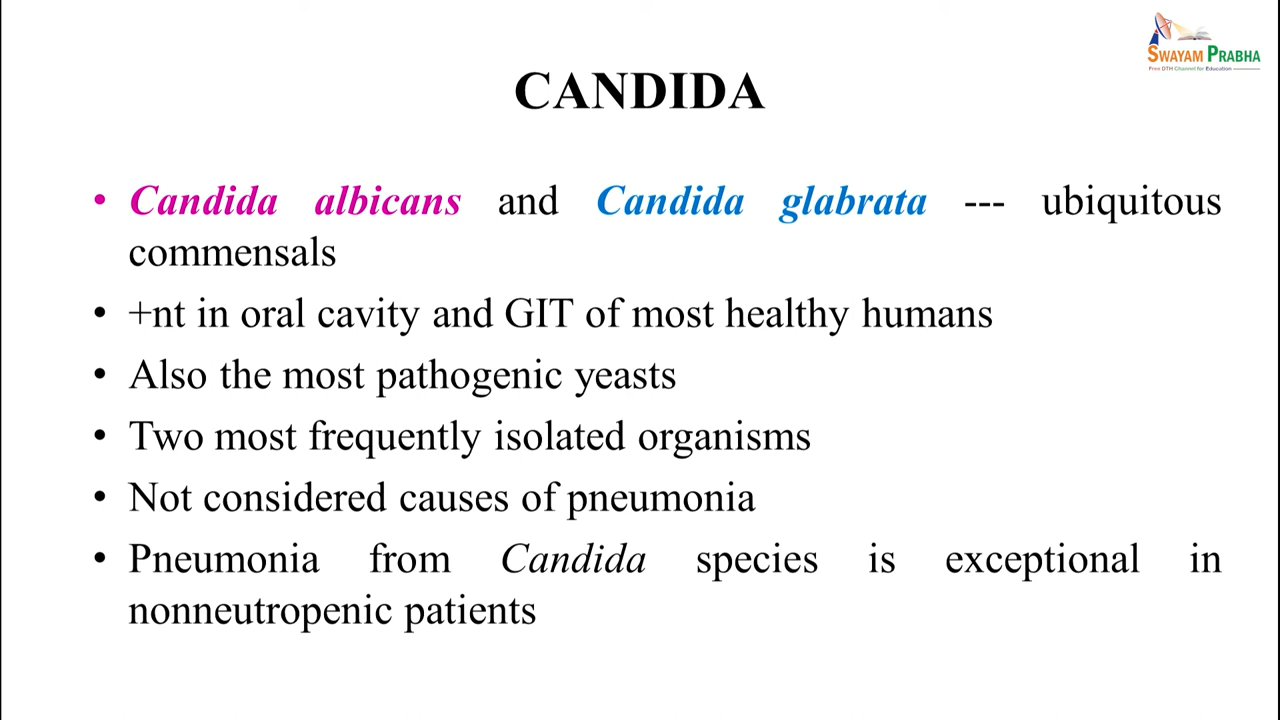 SWAYAM PRABHA
Free DTH Channel for Education
CANDIDA
• Candida albicans and Candida glabrata --- ubiquitous
commensals
• +nt in oral cavity and GIT of most healthy humans
• Also the most pathogenic yeasts
• Two most frequently isolated organisms
• Not considered causes of pneumonia
• Pneumonia from Candida species is exceptional in
nonneutropenic patients